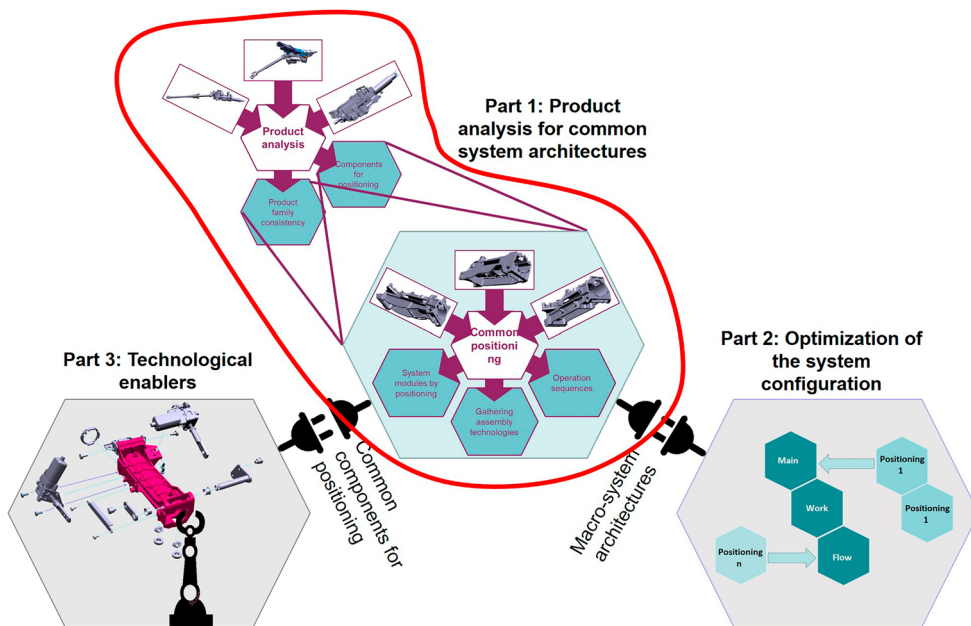 Part 1: Product
analysis for common
system architectures
Product
analysis
Components
for
positioning
Product
family
consistency
Common
positioni
ng
System
modules by
positioning
Operation
sequences
Gathering
assembly
technologies
Part 3: Technological
enablers
Common
components for
positioning
Macro-system
architectures
Part 2: Optimization of
the system
configuration
Main
Positioning
1
Work
Positioning
1
Positioning
n
Flow